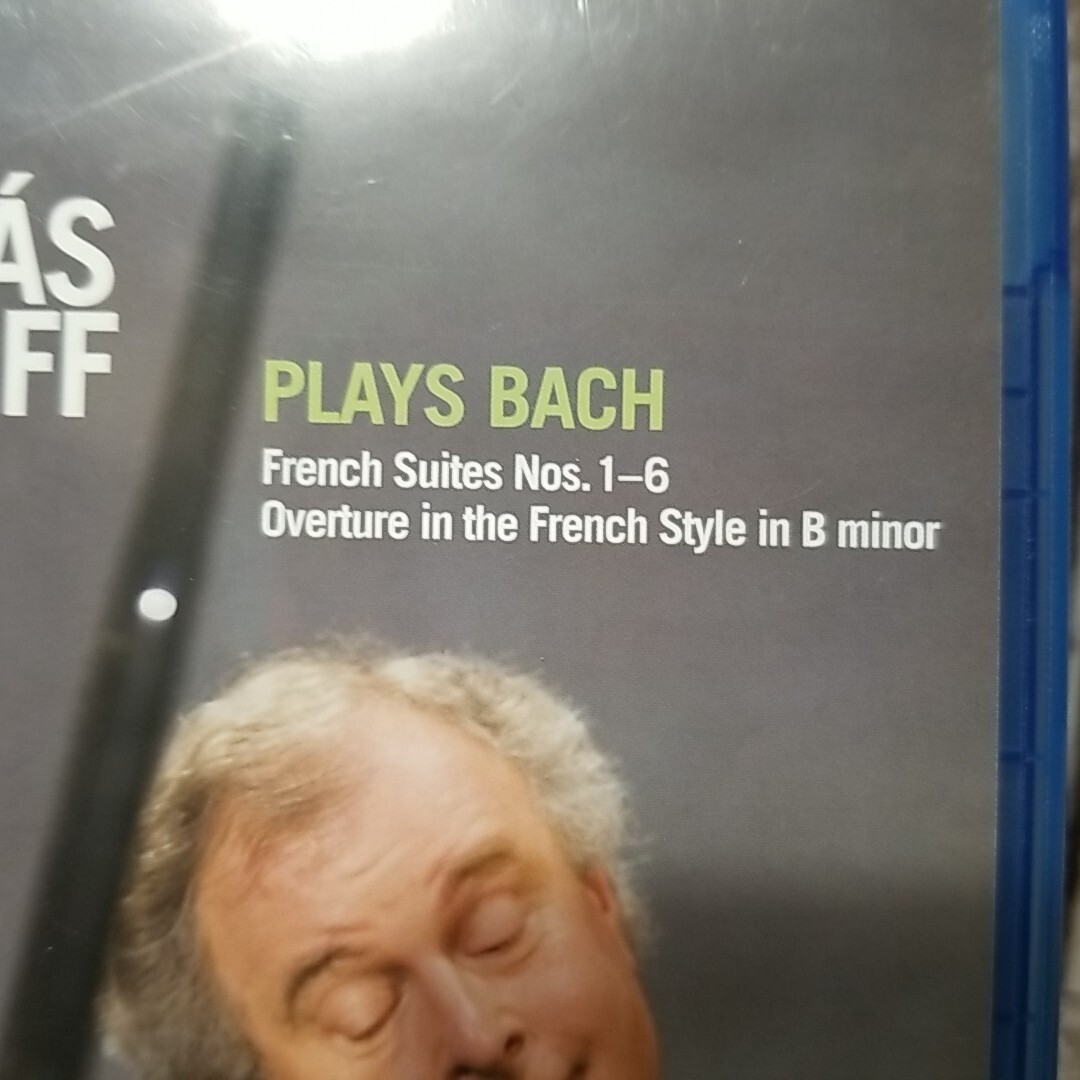 ÁS
FF
PLAYS BACH
French Suites Nos. 1–6
Overture in the French Style in B minor